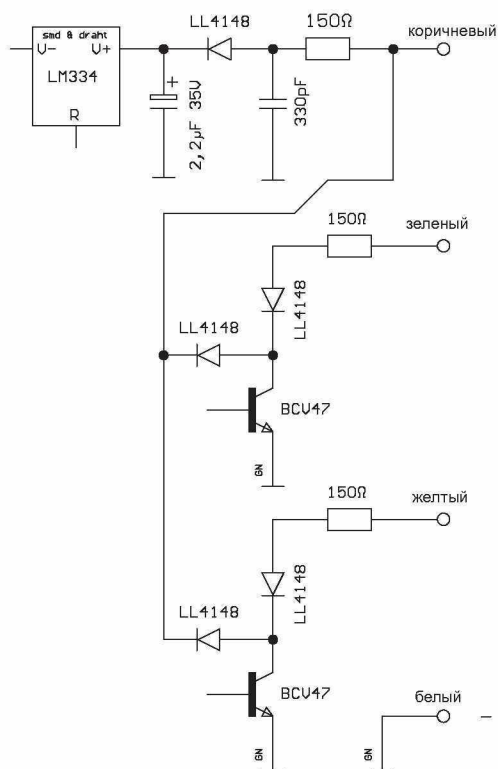 LL4148
150Ω
коричневый
smd & draht
V- V+
LM334
R
+
35V
2,2µF
330pF
150Ω
зеленый
LL4148
LL4148
BCV47
GN
150Ω
желтый
LL4148
LL4148
BCV47
белый
-
GN
GN